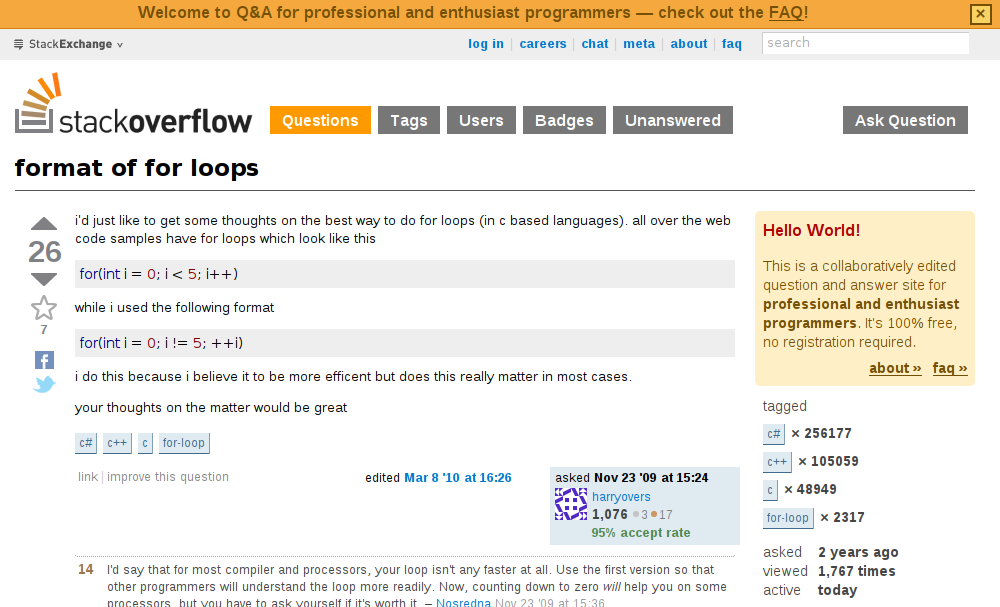 Welcome to Q&A for professional and enthusiast programmers — check out the FAQ!
×
StackExchange v
log in | careers | chat | meta | about | faq
search
stackoverflow
Questions Tags Users Badges Unanswered Ask Question
format of for loops
26
7
i'd just like to get some thoughts on the best way to do for loops (in c based languages). all over the web
code samples have for loops which look like this
for(int i = 0; i < 5; i++)
while i used the following format
for(int i = 0; i != 5; ++i)
i do this because i believe it to be more efficent but does this really matter in most cases.
your thoughts on the matter would be great
c# c++ c for-loop
link | improve this question
edited Mar 8 '10 at 16:26
asked Nov 23 '09 at 15:24
harryovers
1,076 ●3 ●17
95% accept rate
14 I'd say that for most compiler and processors, your loop isn't any faster at all. Use the first version so that
other programmers will understand the loop more readily. Now, counting down to zero will help you on some
processors, but you have to ask yourself if it's worth it. – Nosredna Nov 23 '09 at 15:36
Hello World!
This is a collaboratively edited
question and answer site for
professional and enthusiast
programmers. It's 100% free,
no registration required.
about » faq »
tagged
c# × 256177
c++ × 105059
c × 48949
for-loop × 2317
asked 2 years ago
viewed 1,767 times
active today